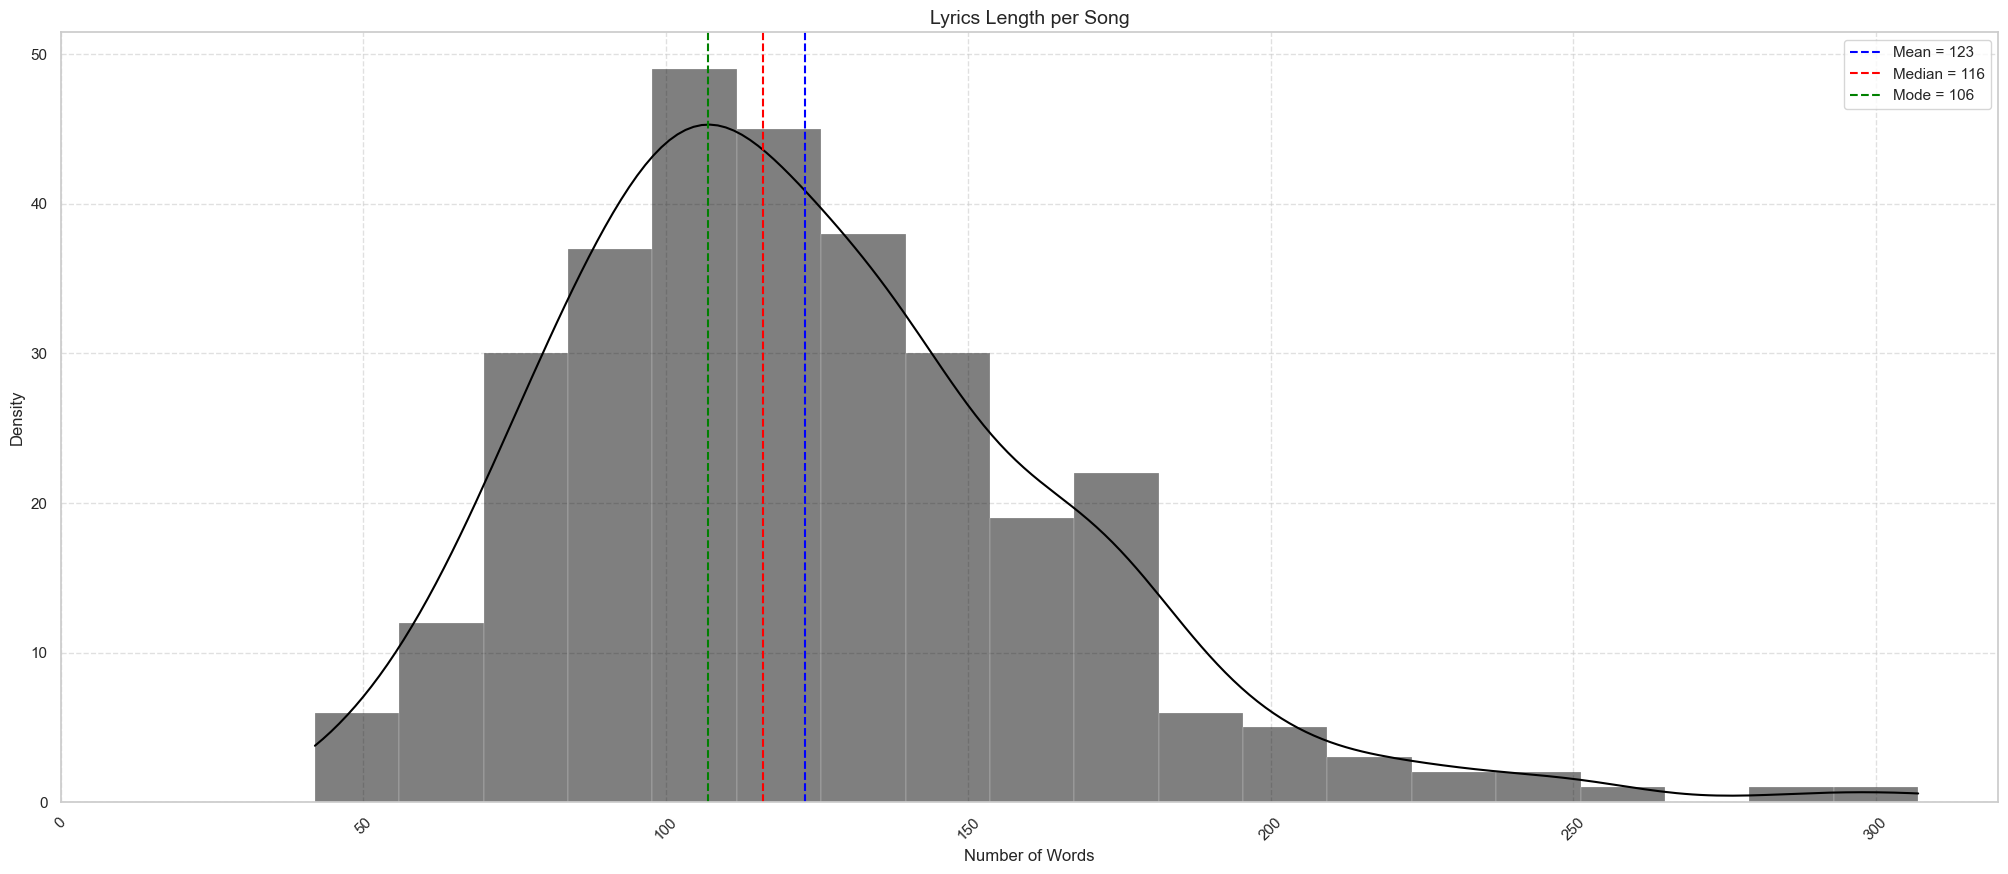 Lyrics Length per Song
Mean = 123
Median = 116
Mode = 106
50
40
30
20
10
0
Density
0
50
100
150
200
250
300
Number of Words